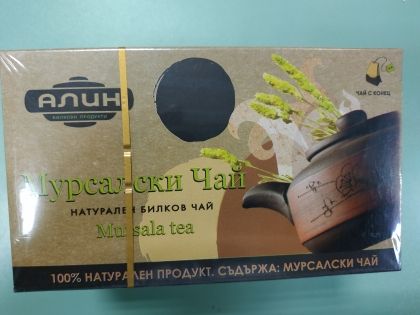 АЛИН
БИЛКОВИ ПРОДУКТИ
ЧАЙ С КОНЕЦ
Мурсалски Чай
НАТУРАЛЕН БИЛКОВ ЧАЙ
Mursala tea
100% НАТУРАЛЕН ПРОДУКТ. СЪДЪРЖА: МУРСАЛСКИ ЧАЙ